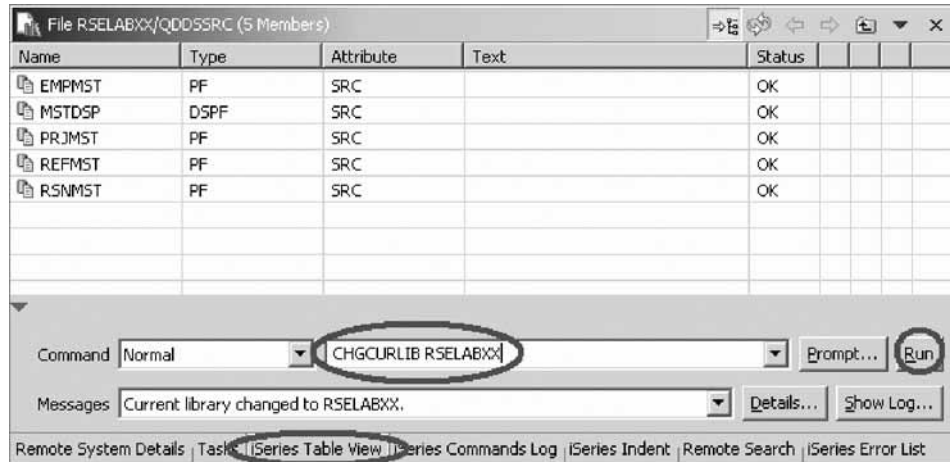 File RSELABXX/QDDSSRC (5 Members)
Name Type Attribute Text Status
EMPMST PF SRC OK
MSTDSP DSPF SRC OK
PRJMST PF SRC OK
REFMST PF SRC OK
RSNMST PF SRC OK
Command Normal CHGCURLIB RSELABXX Prompt... Run
Messages Current library changed to RSELABXX. Details... Show Log...
Remote System Details Tasks iSeries Table View iSeries Commands Log iSeries Indent Remote Search iSeries Error List